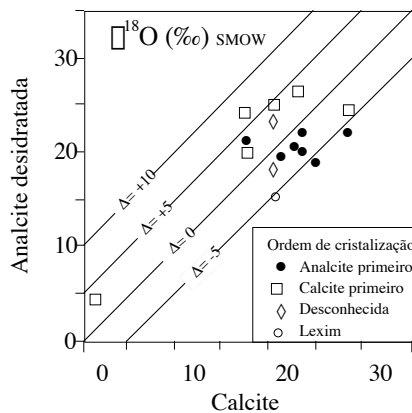 ▯¹⁸O (‰) SMOW
Analcite desidratada
30
20
10
0
Δ= +10
Δ= +5
Δ= 0
Δ= -5
Ordem de cristalização
Analcite primeiro
Calcite primeiro
Desconhecida
Lexim
0 10 20 30
Calcite